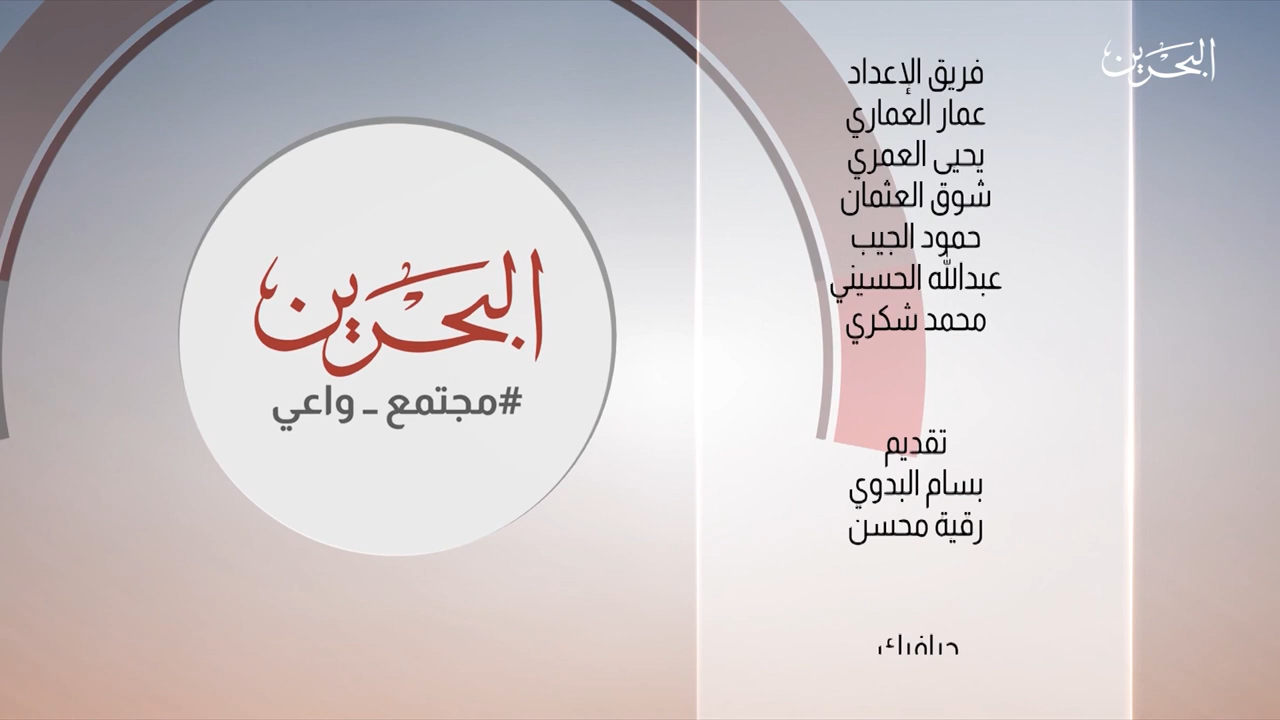 البحرين
فريق الإعداد
عمار العماري
يحيى العمري
شوق العثمان
حمود الجيب
عبدالله الحسيني
محمد شكري
تقديم
بسام البدوي
رقية محسن
البحرين
#مجتمع _ واعي